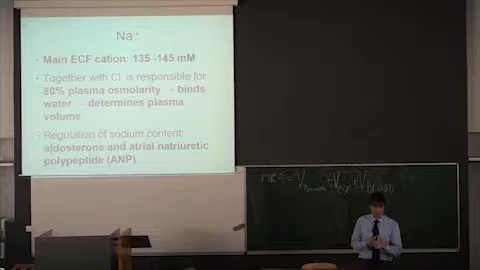 Na⁺
• Main ECF cation: 135 -145 mM
• Together with Cl⁻ is responsible for
80% plasma osmolarity → binds
water → determines plasma
volume
• Regulation of sodium content:
aldosterone and atrial natriuretic
polypeptide (ANP)